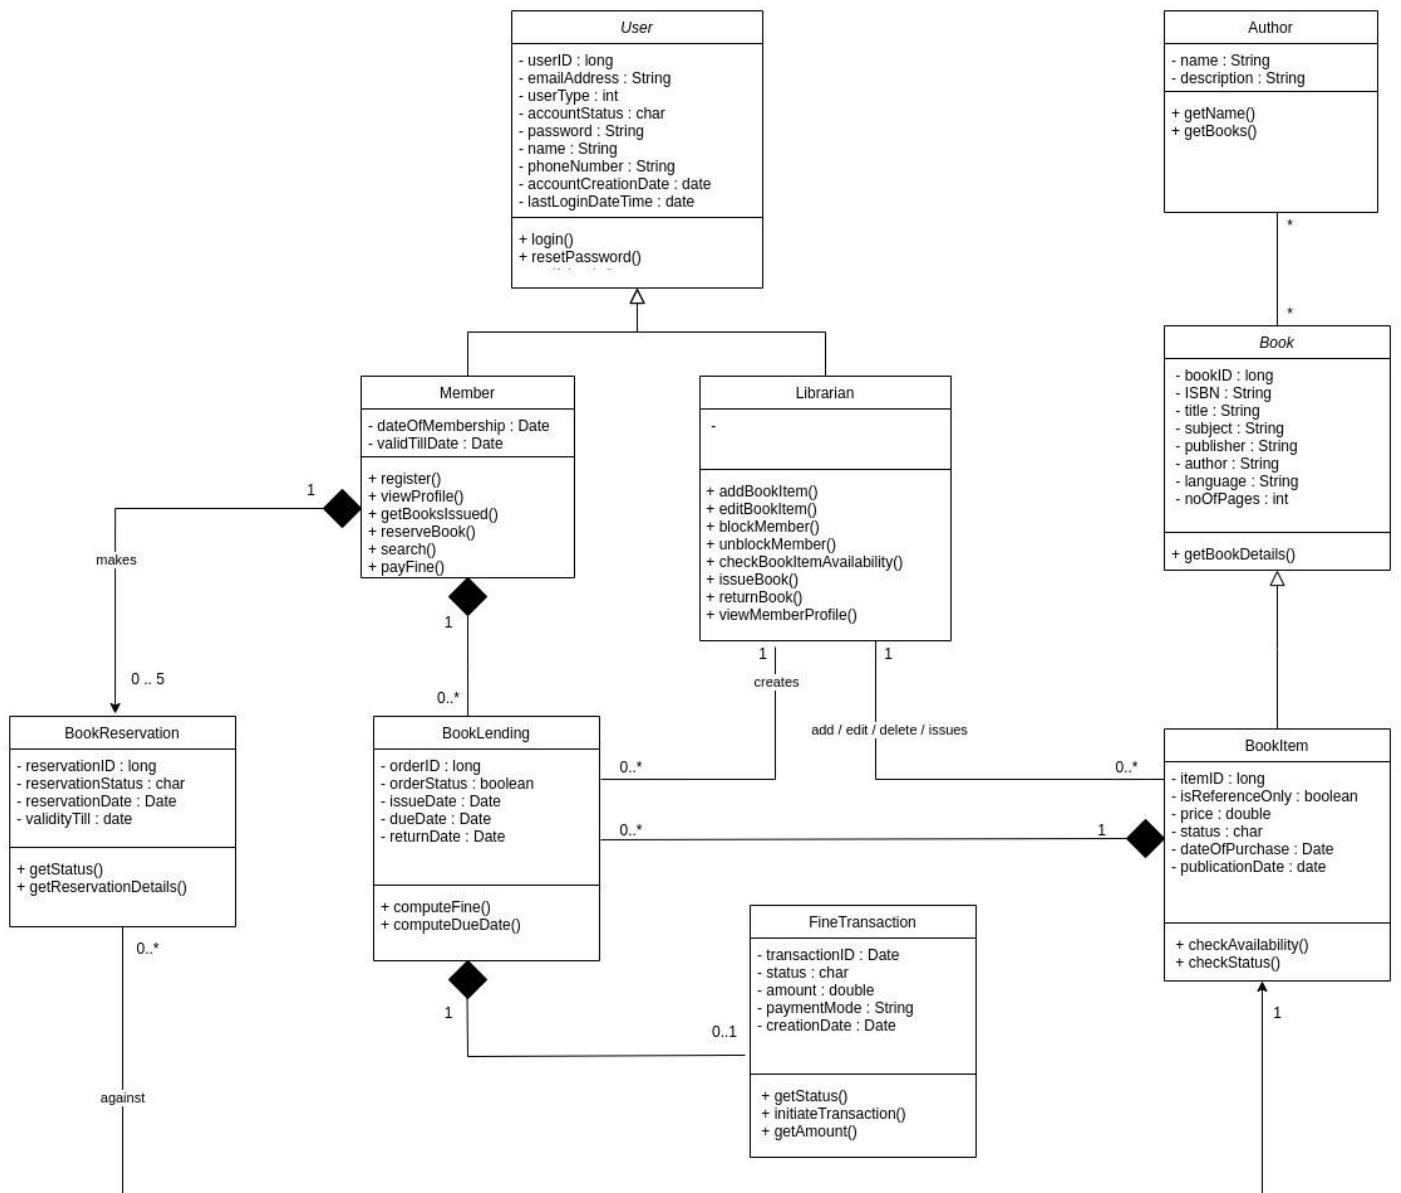 User
- userID : long
- emailAddress : String
- userType : int
- accountStatus : char
- password : String
- name : String
- phoneNumber : String
- accountCreationDate : date
- lastLoginDateTime : date
+ login()
+ resetPassword()
Author
- name : String
- description : String
+ getName()
+ getBooks()
*
*
Book
- bookID : long
- ISBN : String
- title : String
- subject : String
- publisher : String
- author : String
- language : String
- noOfPages : int
+ getBookDetails()
Member
- dateOfMembership : Date
- validTillDate : Date
+ register()
+ viewProfile()
+ getBooksIssued()
+ reserveBook()
+ search()
+ payFine()
Librarian
-
+ addBookItem()
+ editBookItem()
+ blockMember()
+ unblockMember()
+ checkBookItemAvailability()
+ issueBook()
+ returnBook()
+ viewMemberProfile()
1
makes
0 .. 5
1
0..*
1
creates
0..*
1
add / edit / delete / issues
0..*
BookReservation
- reservationID : long
- reservationStatus : char
- reservationDate : Date
- validityTill : date
+ getStatus()
+ getReservationDetails()
BookLending
- orderID : long
- orderStatus : boolean
- issueDate : Date
- dueDate : Date
- returnDate : Date
+ computeFine()
+ computeDueDate()
0..*
1
BookItem
- itemID : long
- isReferenceOnly : boolean
- price : double
- status : char
- dateOfPurchase : Date
- publicationDate : date
+ checkAvailability()
+ checkStatus()
FineTransaction
- transactionID : Date
- status : char
- amount : double
- paymentMode : String
- creationDate : Date
+ getStatus()
+ initiateTransaction()
+ getAmount()
1
0..1
0..*
against
1